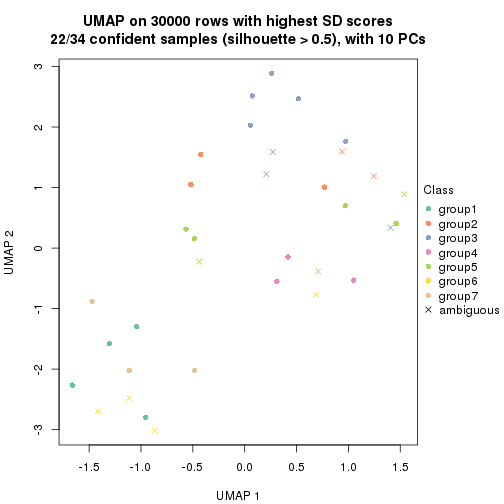 UMAP on 30000 rows with highest SD scores
22/34 confident samples (silhouette > 0.5), with 10 PCs
3
2
1
0
-1
-2
-3
UMAP 2
-1.5 -1.0 -0.5 0.0 0.5 1.0 1.5
UMAP 1
Class
group1
group2
group3
group4
group5
group6
group7
ambiguous